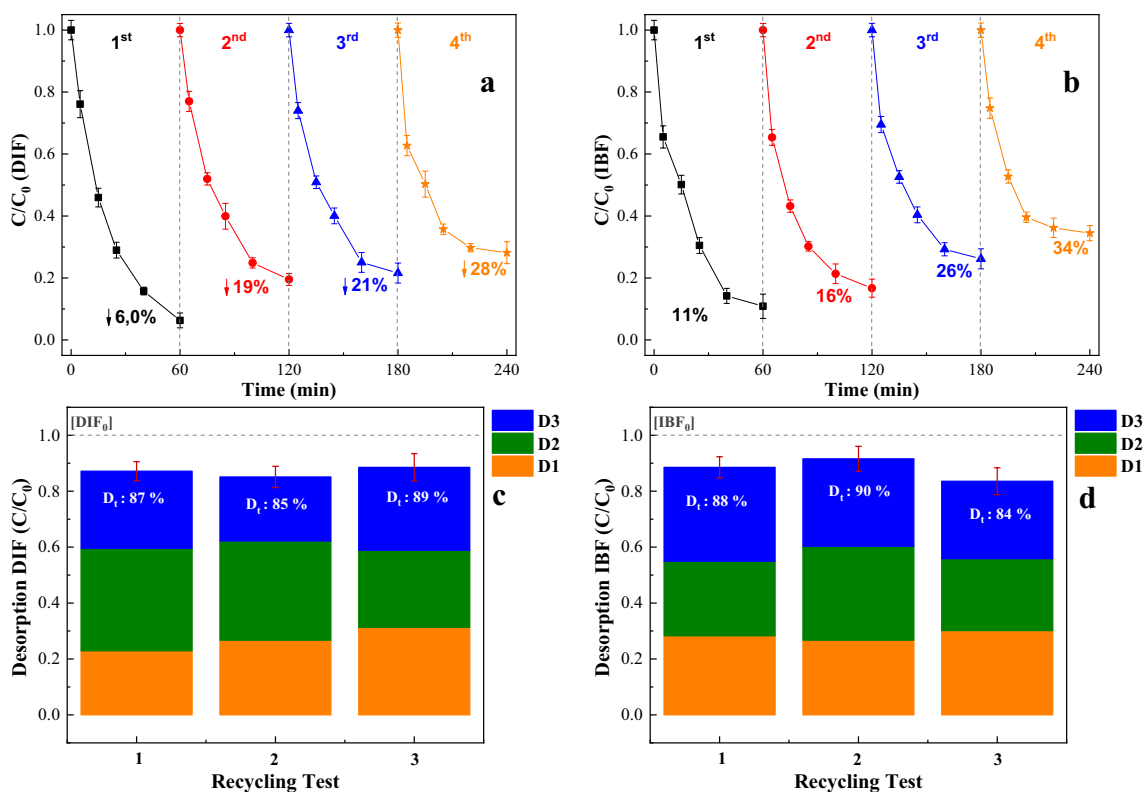 1st 2nd 3rd 4th
a
C/C0 (DIF)
1.0
0.8
0.6
0.4
0.2
0.0
↓ 6,0%
↓ 19%
↓ 21%
↓ 28%
0 60 120 180 240
Time (min)
1st 2nd 3rd 4th
b
C/C0 (IBF)
1.0
0.8
0.6
0.4
0.2
0.0
11%
16%
26%
34%
0 60 120 180 240
Time (min)
[DIF0]
D3
D2
D1
c
Desorption DIF (C/C0)
1.0
0.8
0.6
0.4
0.2
0.0
Dt : 87 %
Dt : 85 %
Dt : 89 %
1 2 3
Recycling Test
[IBF0]
D3
D2
D1
d
Desorption IBF (C/C0)
1.0
0.8
0.6
0.4
0.2
0.0
Dt : 88 %
Dt : 90 %
Dt : 84 %
1 2 3
Recycling Test